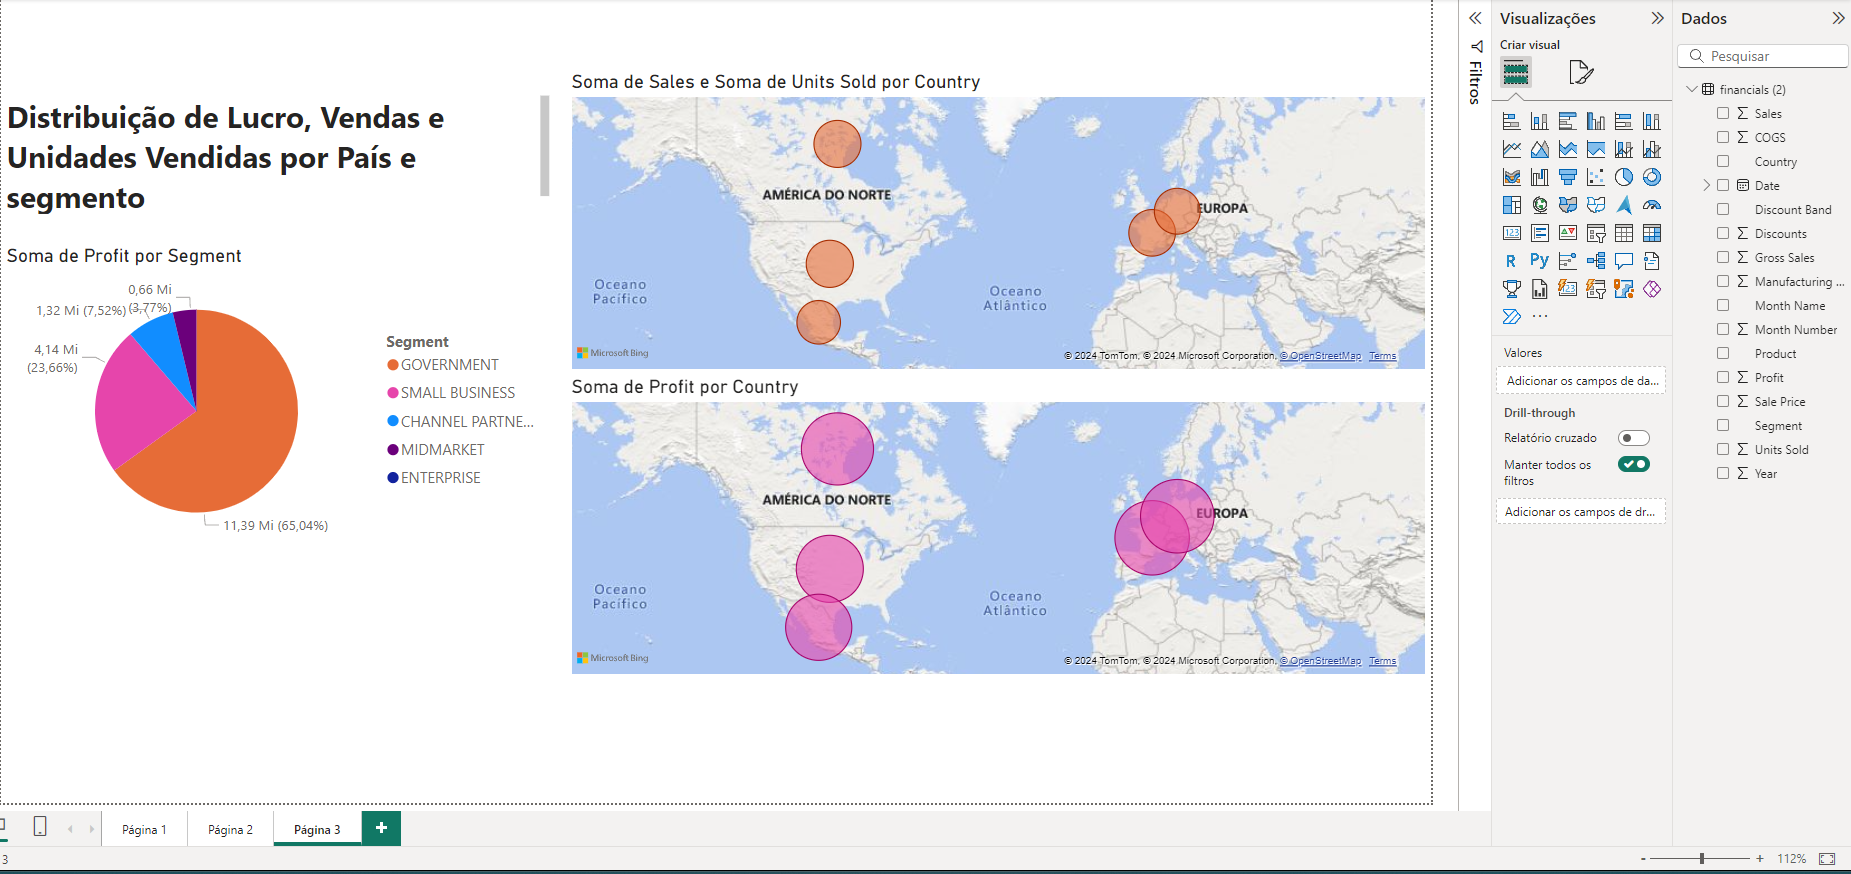 Distribuição de Lucro, Vendas e
Unidades Vendidas por País e
segmento
Soma de Profit por Segment
0,66 Mi
(3,77%)
1,32 Mi (7,52%)
4,14 Mi
(23,66%)
11,39 Mi (65,04%)
Segment
GOVERNMENT
SMALL BUSINESS
CHANNEL PARTNE...
MIDMARKET
ENTERPRISE
Soma de Sales e Soma de Units Sold por Country
AMÉRICA DO NORTE
EUROPA
Oceano
Pacífico
Oceano
Atlântico
Microsoft Bing
© 2024 TomTom, © 2024 Microsoft Corporation, © OpenStreetMap Terms
Soma de Profit por Country
AMÉRICA DO NORTE
EUROPA
Oceano
Pacífico
Oceano
Atlântico
Microsoft Bing
© 2024 TomTom, © 2024 Microsoft Corporation, © OpenStreetMap Terms
Filtros
Visualizações
Criar visual
123
R
Py
123
Valores
Adicionar os campos de da...
Drill-through
Relatório cruzado
Manter todos os
filtros
Adicionar os campos de dr...
Dados
Pesquisar
financials (2)
Sales
COGS
Country
Date
Discount Band
Discounts
Gross Sales
Manufacturing ...
Month Name
Month Number
Product
Profit
Sale Price
Segment
Units Sold
Year
Página 1
Página 2
Página 3
+
3
- + 112%